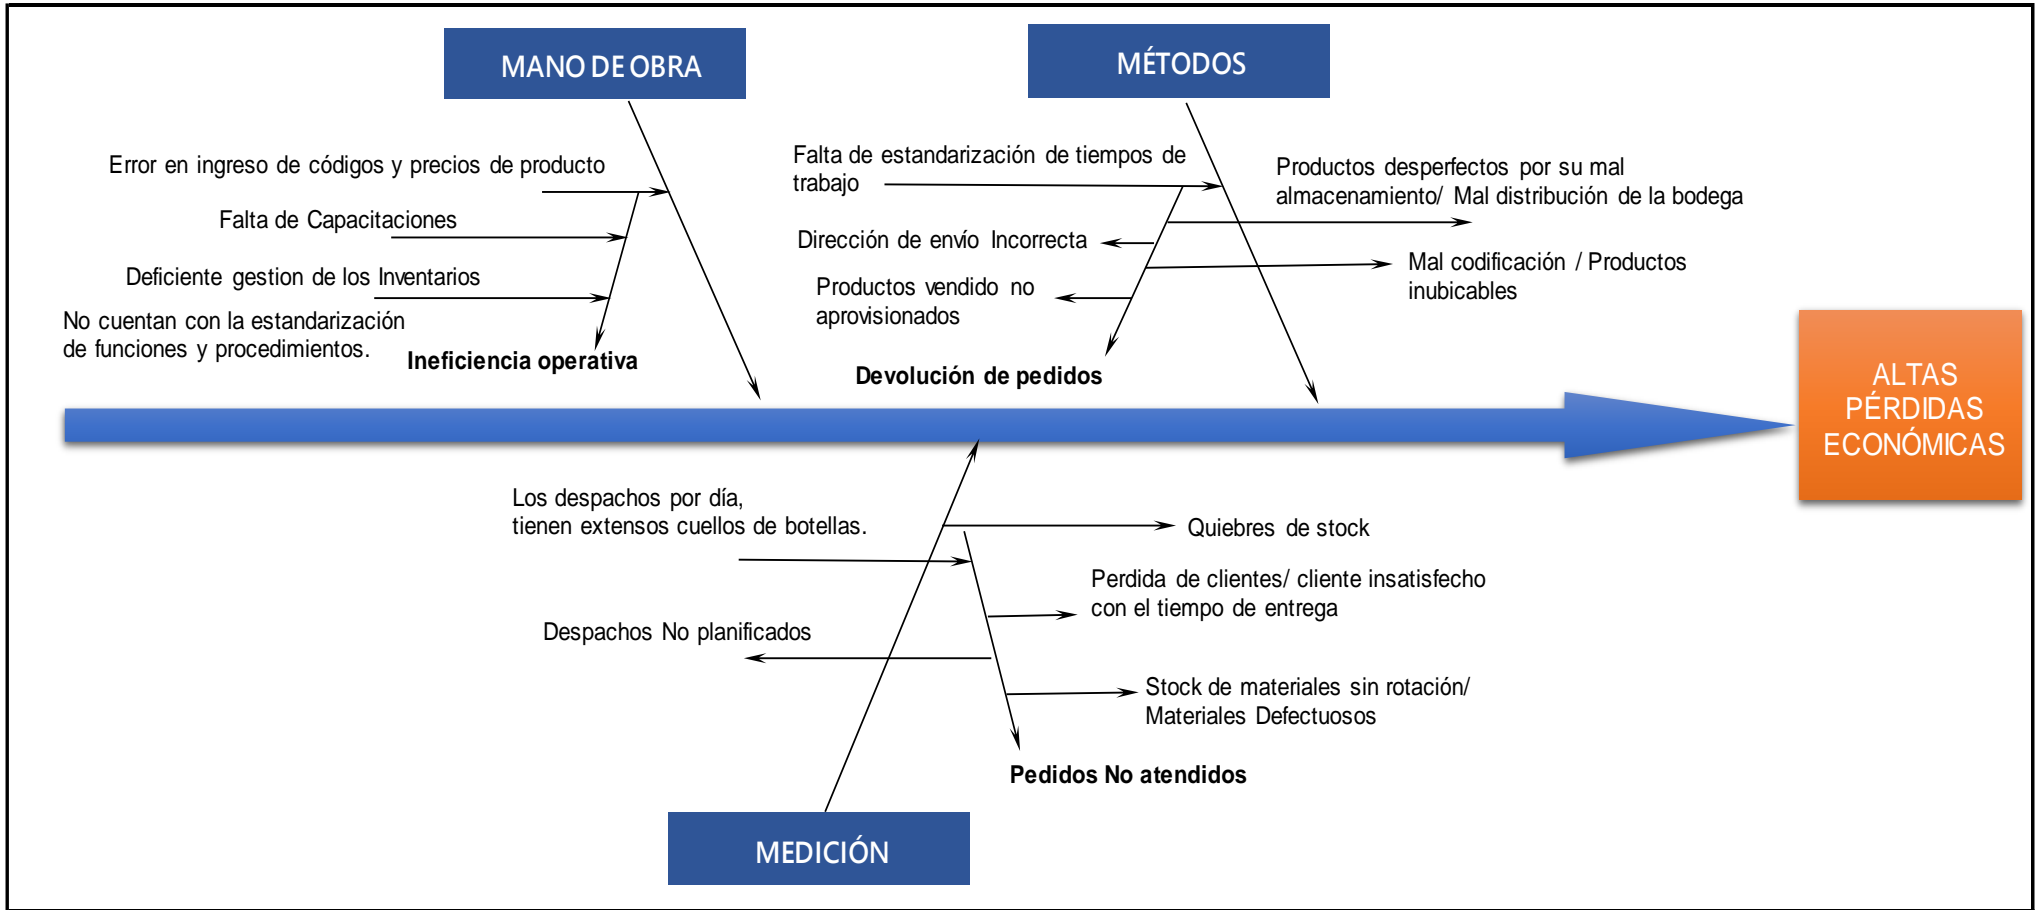 MANO DE OBRA
MÉTODOS
Error en ingreso de códigos y precios de producto
Falta de Capacitaciones
Deficiente gestion de los Inventarios
No cuentan con la estandarización
de funciones y procedimientos.
Ineficiencia operativa
Falta de estandarización de tiempos de
trabajo
Dirección de envío Incorrecta
Productos vendido no
aprovisionados
Devolución de pedidos
Productos desperfectos por su mal
almacenamiento/ Mal distribución de la bodega
Mal codificación / Productos
inubicables
ALTAS
PÉRDIDAS
ECONÓMICAS
Los despachos por día,
tienen extensos cuellos de botellas.
Despachos No planificados
Quiebres de stock
Perdida de clientes/ cliente insatisfecho
con el tiempo de entrega
Stock de materiales sin rotación/
Materiales Defectuosos
Pedidos No atendidos
MEDICIÓN